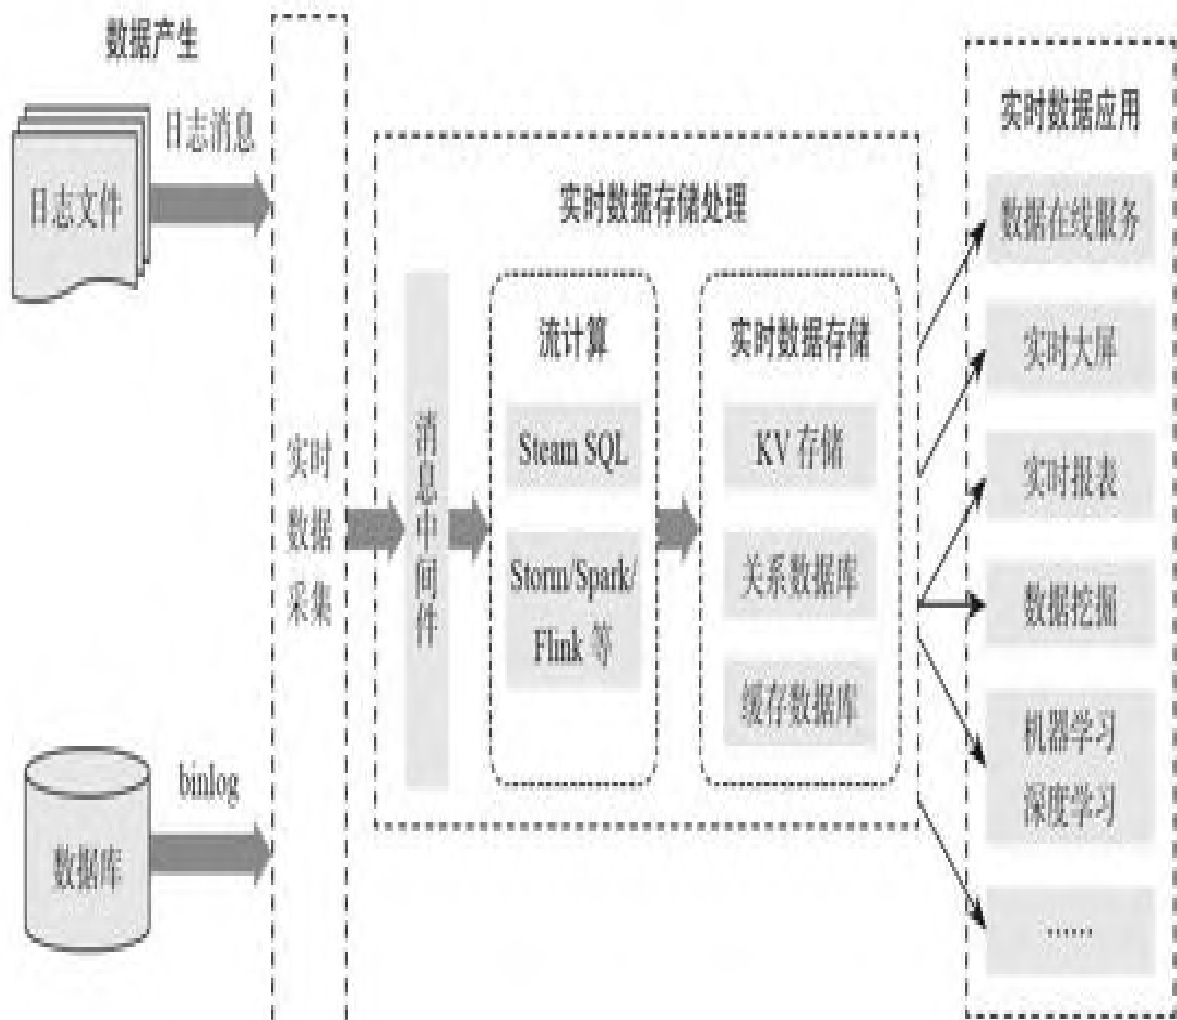 数据产生
日志消息
日志文件
binlog
数据库
实时
数据
采集
实时数据存储处理
消息中间件
流计算
Steam SQL
Storm/Spark/
Flink 等
实时数据存储
KV 存储
关系数据库
缓存数据库
实时数据应用
数据在线服务
实时大屏
实时报表
数据挖掘
机器学习
深度学习
······